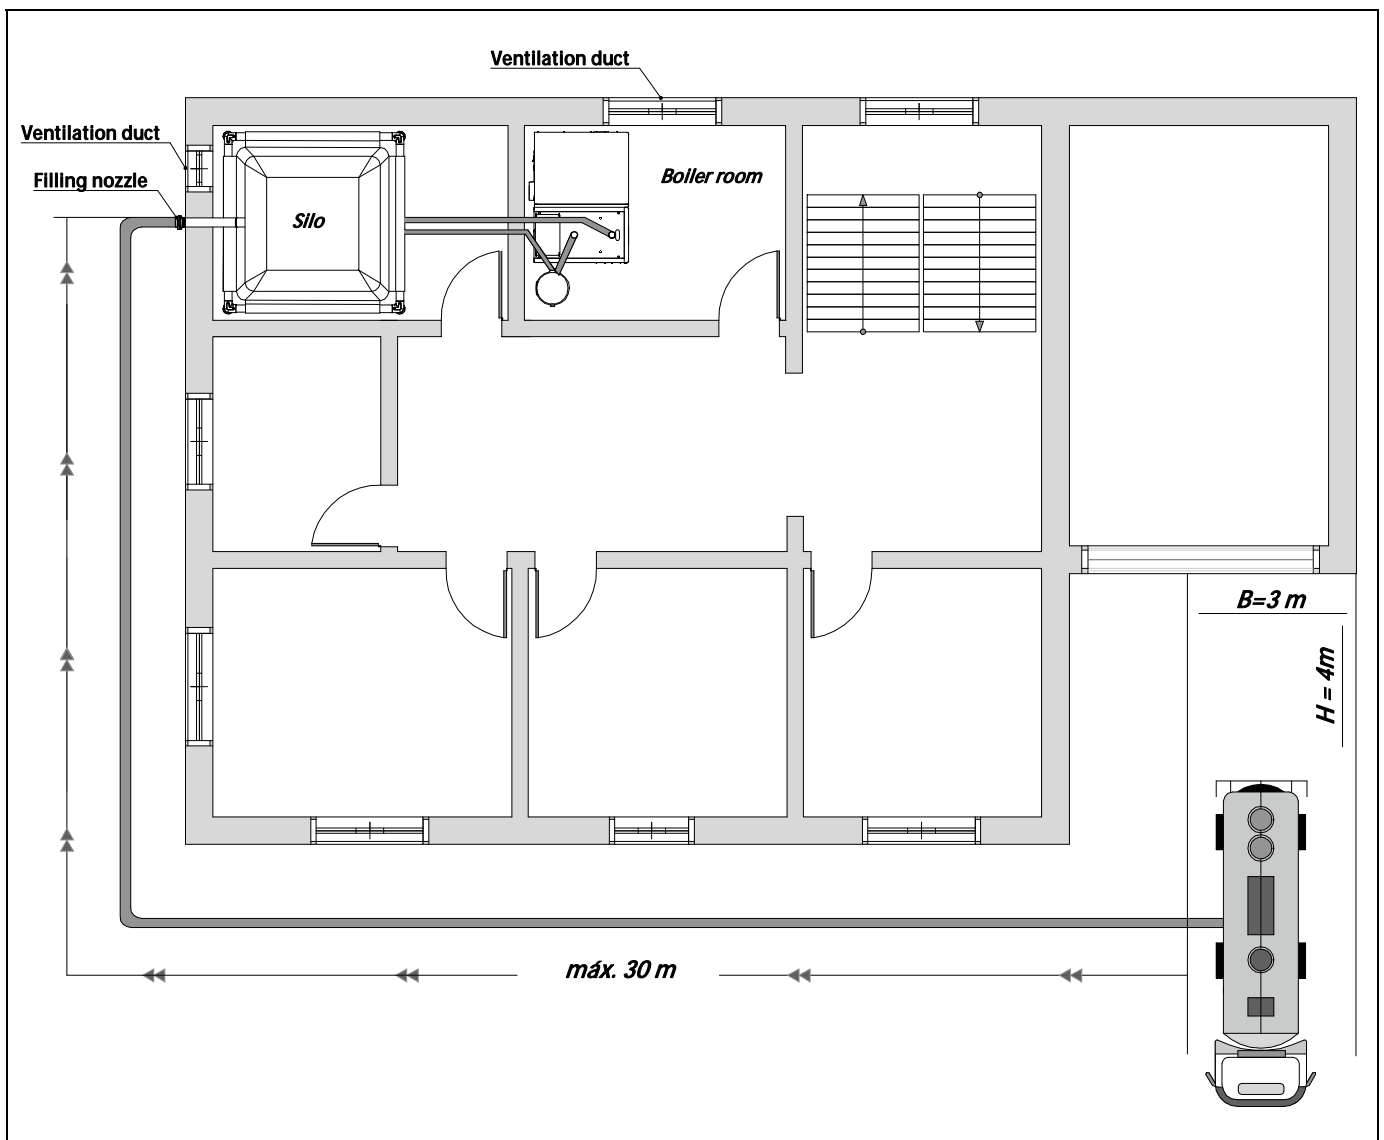 Ventilation duct
Ventilation duct
Filling nozzle
Silo
Boiler room
B=3 m
H = 4m
máx. 30 m